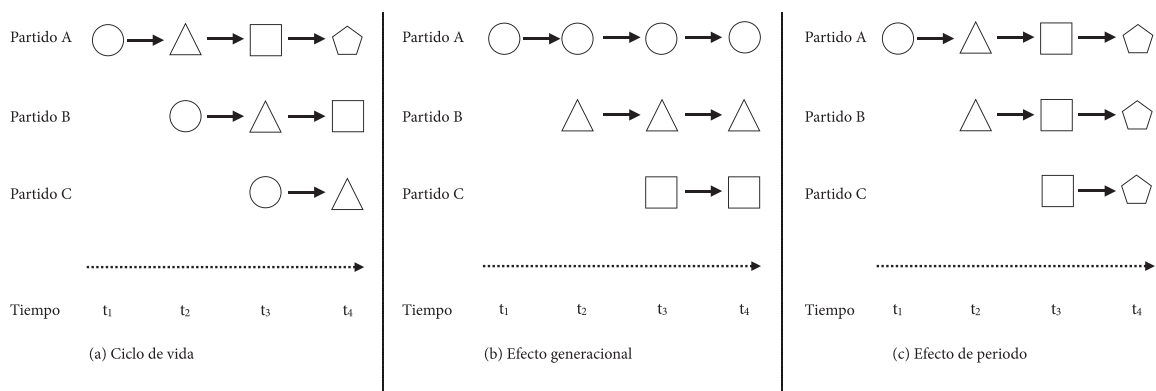 Partido A
Partido B
Partido C
Tiempo t1 t2 t3 t4
(a) Ciclo de vida
Partido A
Partido B
Partido C
Tiempo t1 t2 t3 t4
(b) Efecto generacional
Partido A
Partido B
Partido C
Tiempo t1 t2 t3 t4
(c) Efecto de periodo